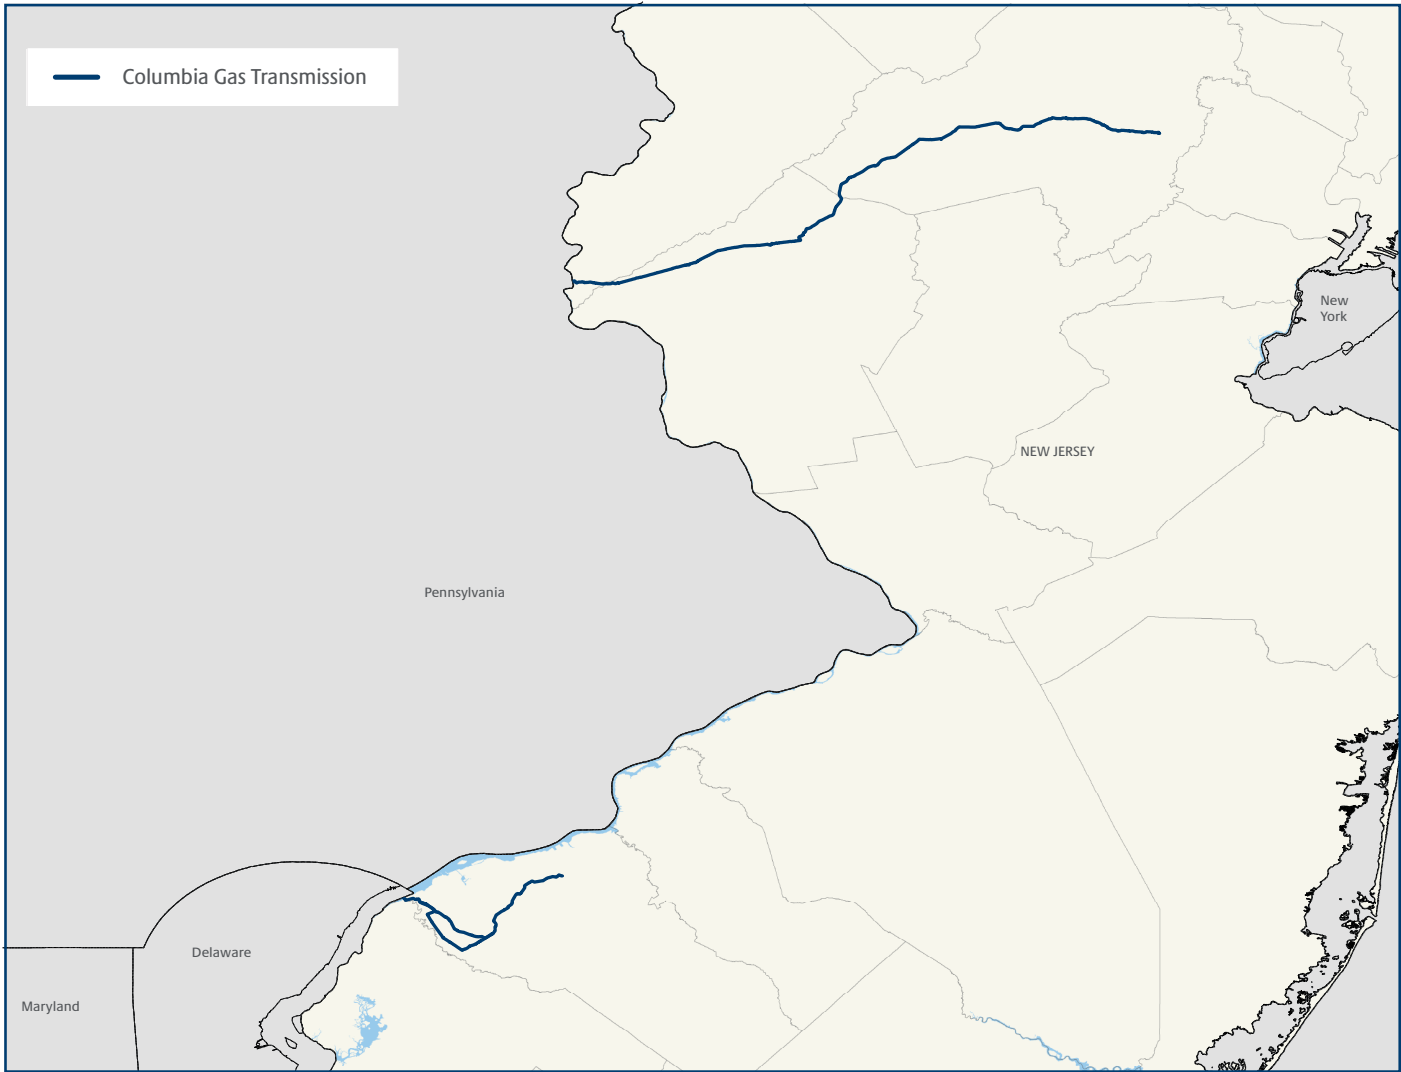 Columbia Gas Transmission
New
York
NEW JERSEY
Pennsylvania
Delaware
Maryland